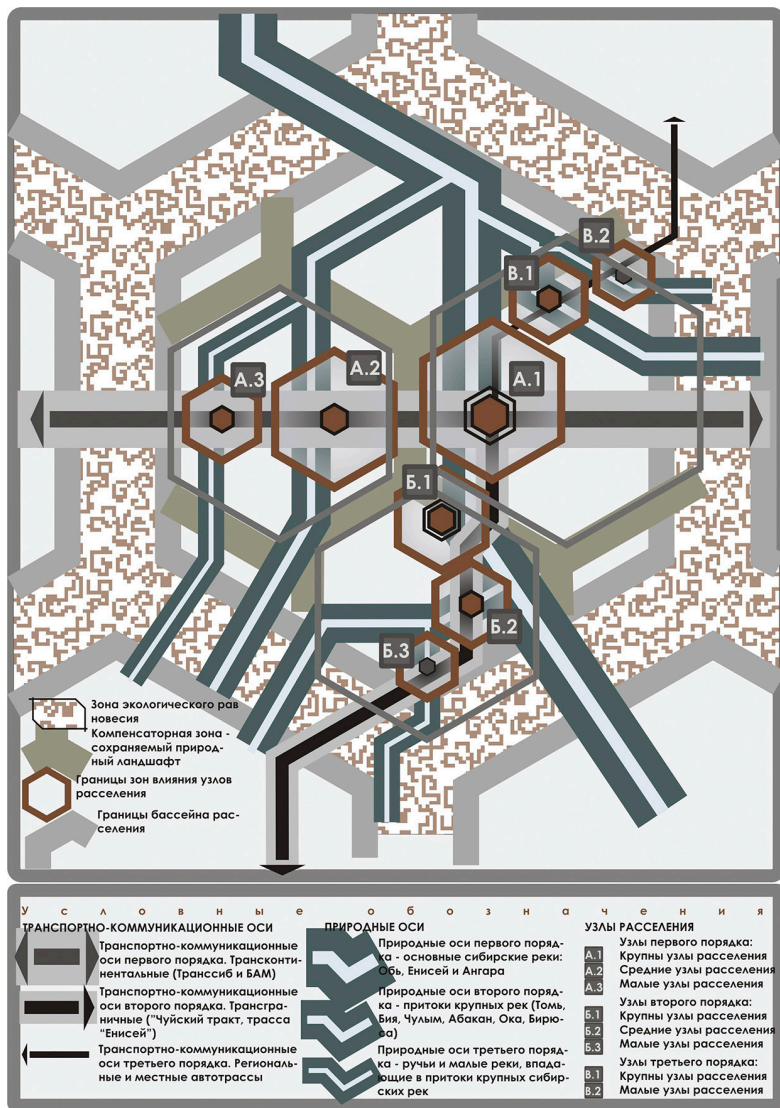 В.2
В.1
А.3
А.2
А.1
Б.1
Б.2
Б.3
Зона экологического рав
новесия
Компенсаторная зона -
сохраняемый природ-
ный ландшафт
Границы зон влияния узлов
расселения
Границы бассейна рас-
селения
Условные обозначения
ТРАНСПОРТНО-КОММУНИКАЦИОННЫЕ ОСИ
Транспортно-коммуникационные
оси первого порядка. Трансконти-
нентальные (Транссиб и БАМ)
Транспортно-коммуникационные
оси второго порядка. Трансгра-
ничные ("Чуйский тракт, трасса
"Енисей")
Транспортно-коммуникационные
оси третьего порядка. Региональ-
ные и местные автотрассы
ПРИРОДНЫЕ ОСИ
Природные оси первого поряд-
ка - основные сибирские реки:
Обь, Енисей и Ангара
Природные оси второго порядка
- притоки крупных рек (Томь,
Бия, Чулым, Абакан, Ока, Бирю-
са)
Природные оси третьего поряд-
ка - ручьи и малые реки, впада-
ющие в притоки крупных сибир-
ских рек
УЗЛЫ РАССЕЛЕНИЯ
Узлы первого порядка:
А.1 Крупны узлы расселения
А.2 Средние узлы расселения
А.3 Малые узлы расселения
Узлы второго порядка:
Б.1 Крупны узлы расселения
Б.2 Средние узлы расселения
Б.3 Малые узлы расселения
Узлы третьего порядка:
В.1 Крупны узлы расселения
В.2 Малые узлы расселения